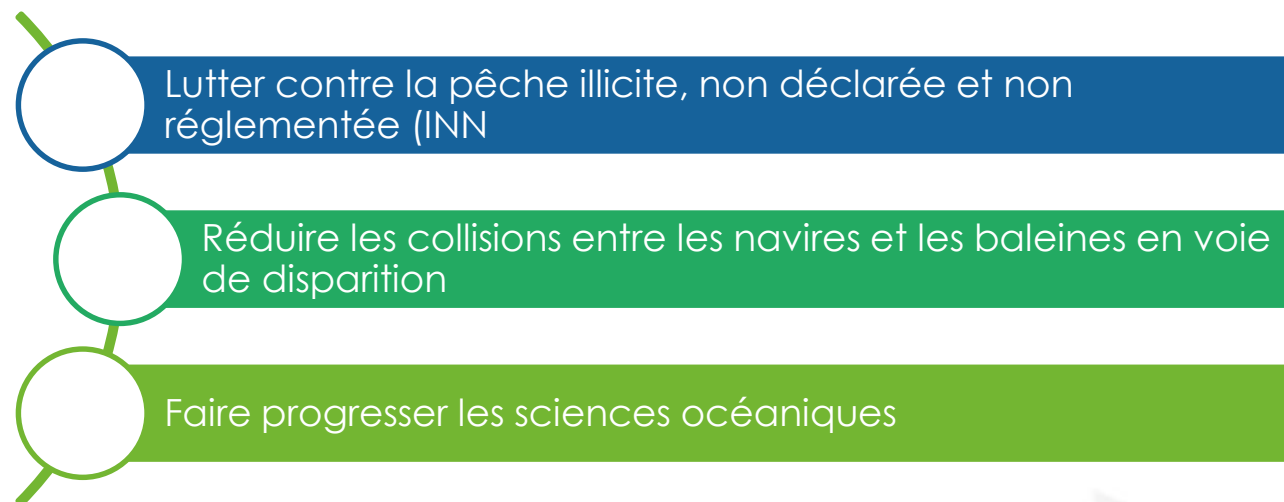 Lutter contre la pêche illicite, non déclarée et non
réglementée (INN
Réduire les collisions entre les navires et les baleines en voie
de disparition
Faire progresser les sciences océaniques